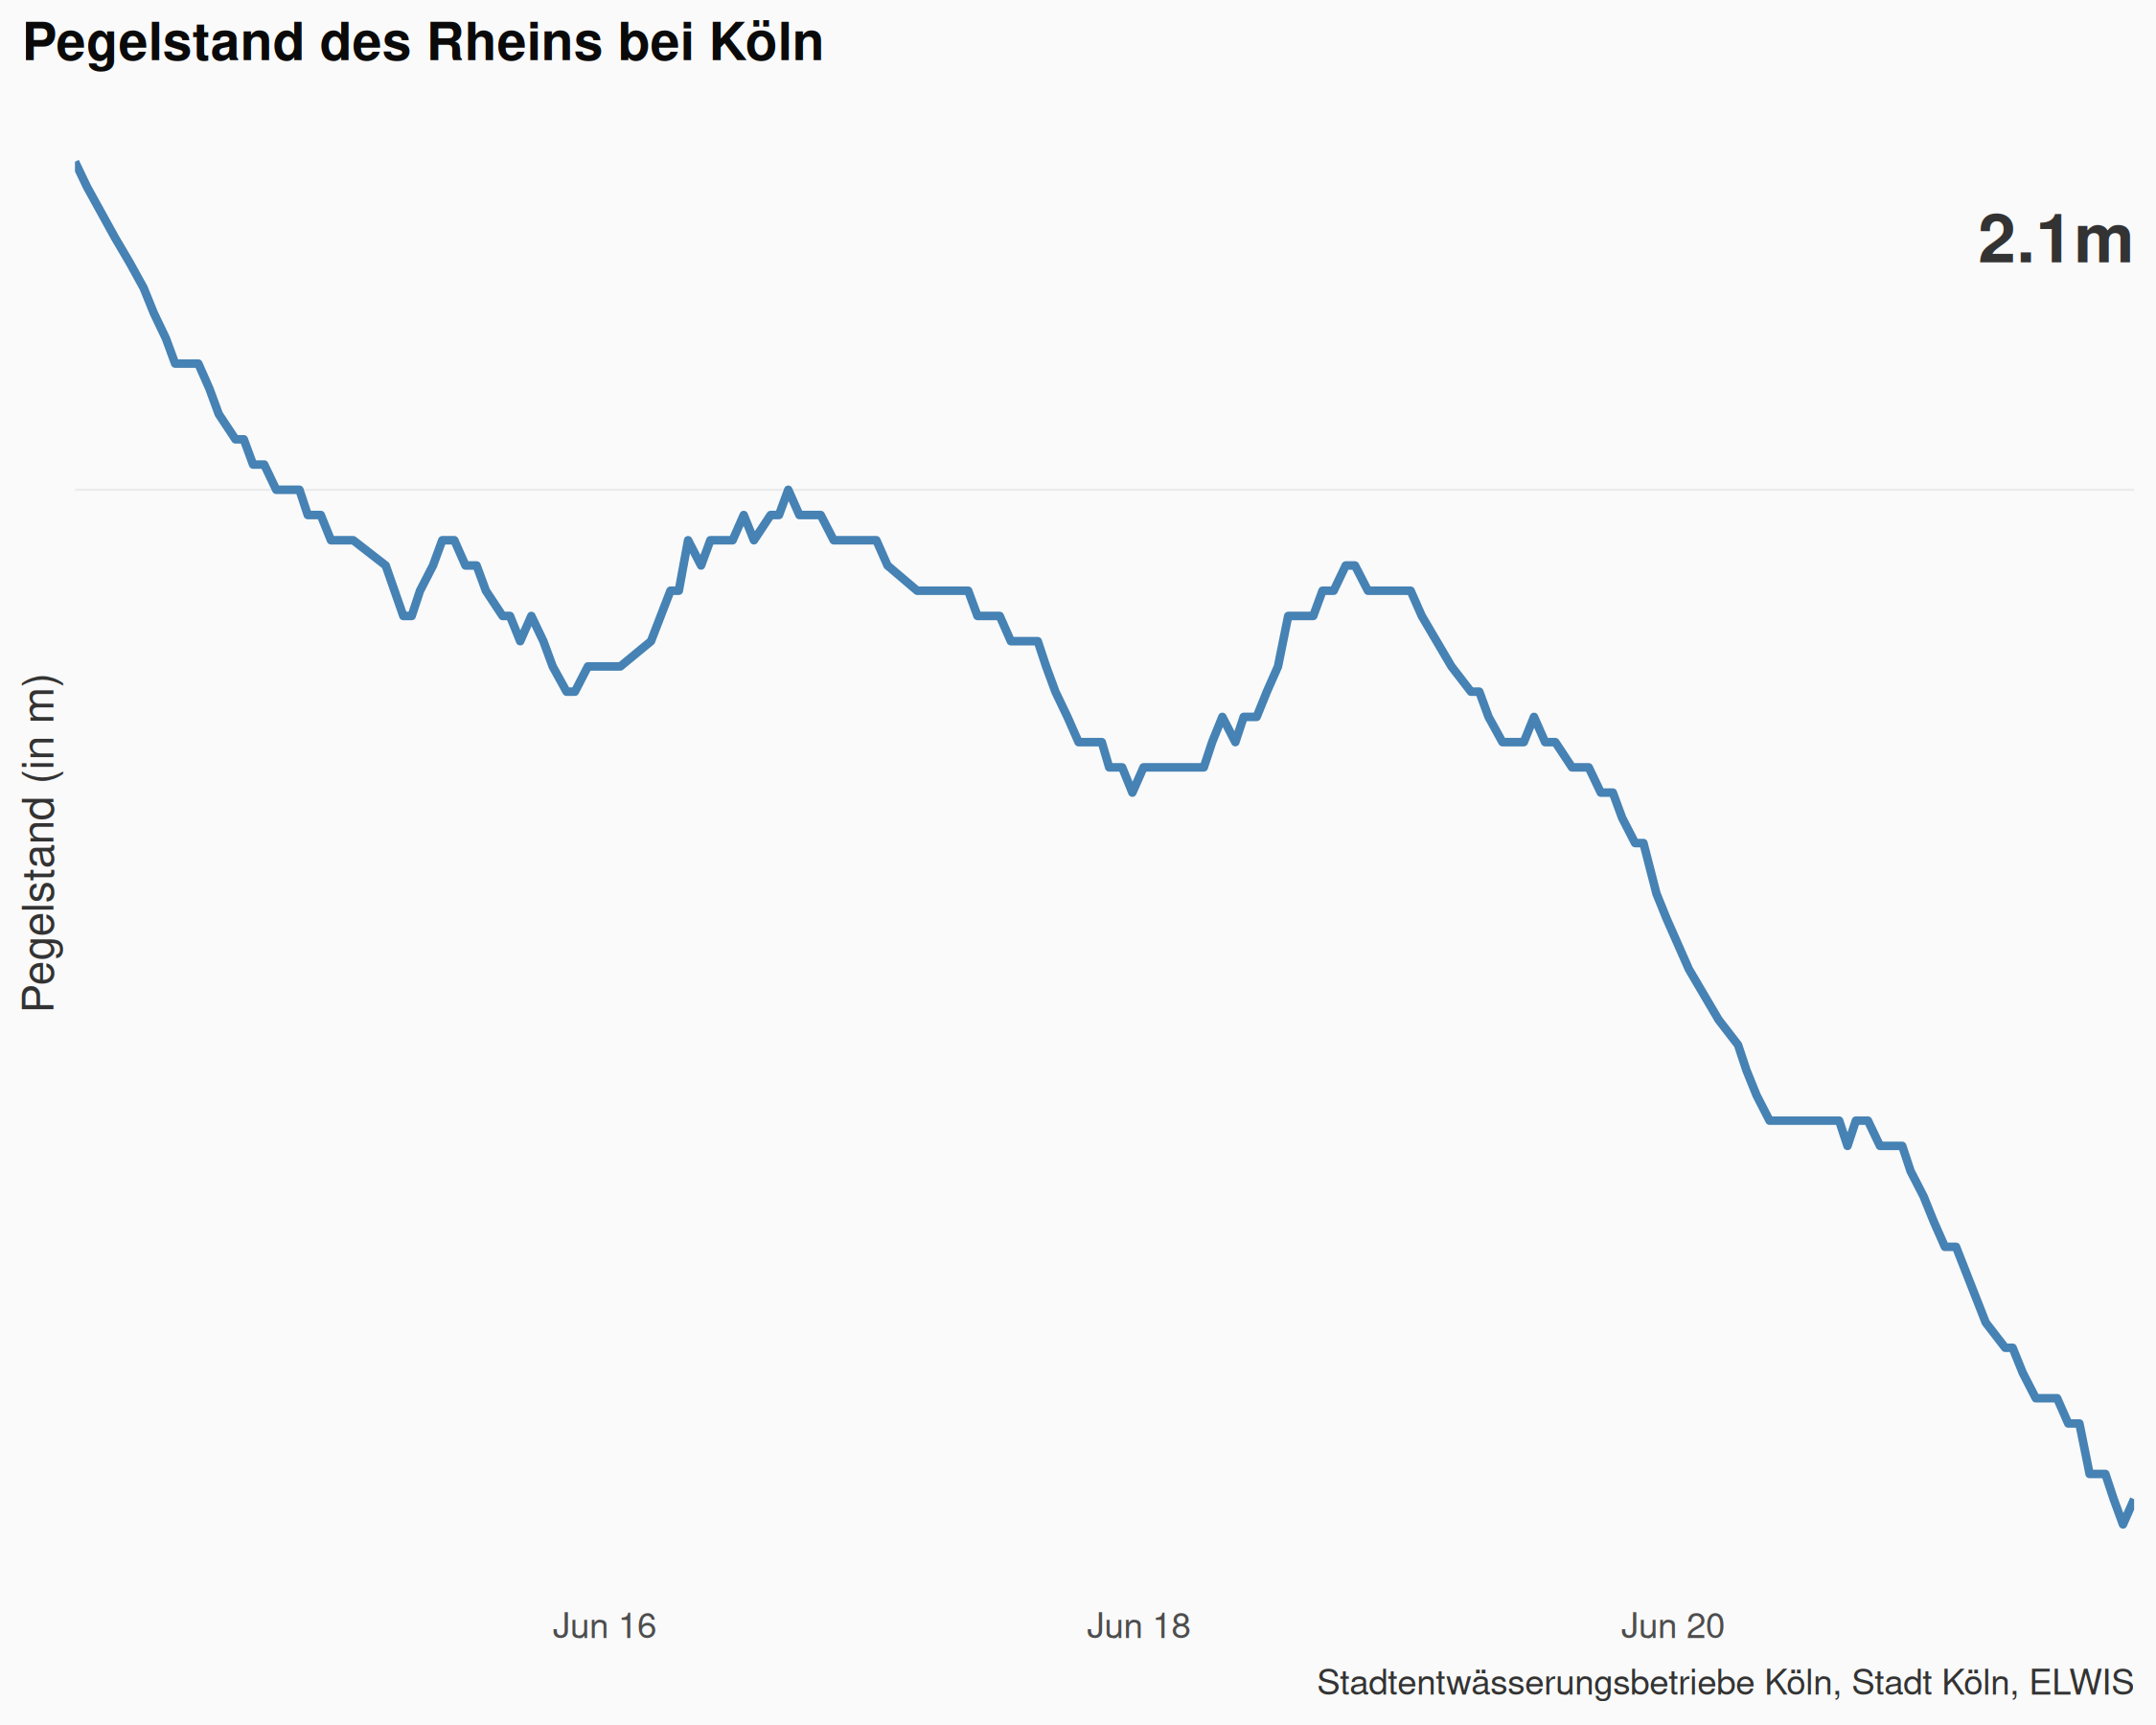 Pegelstand des Rheins bei Köln
2.1m
Pegelstand (in m)
Jun 16
Jun 18
Jun 20
Stadtentwässerungsbetriebe Köln, Stadt Köln, ELWIS